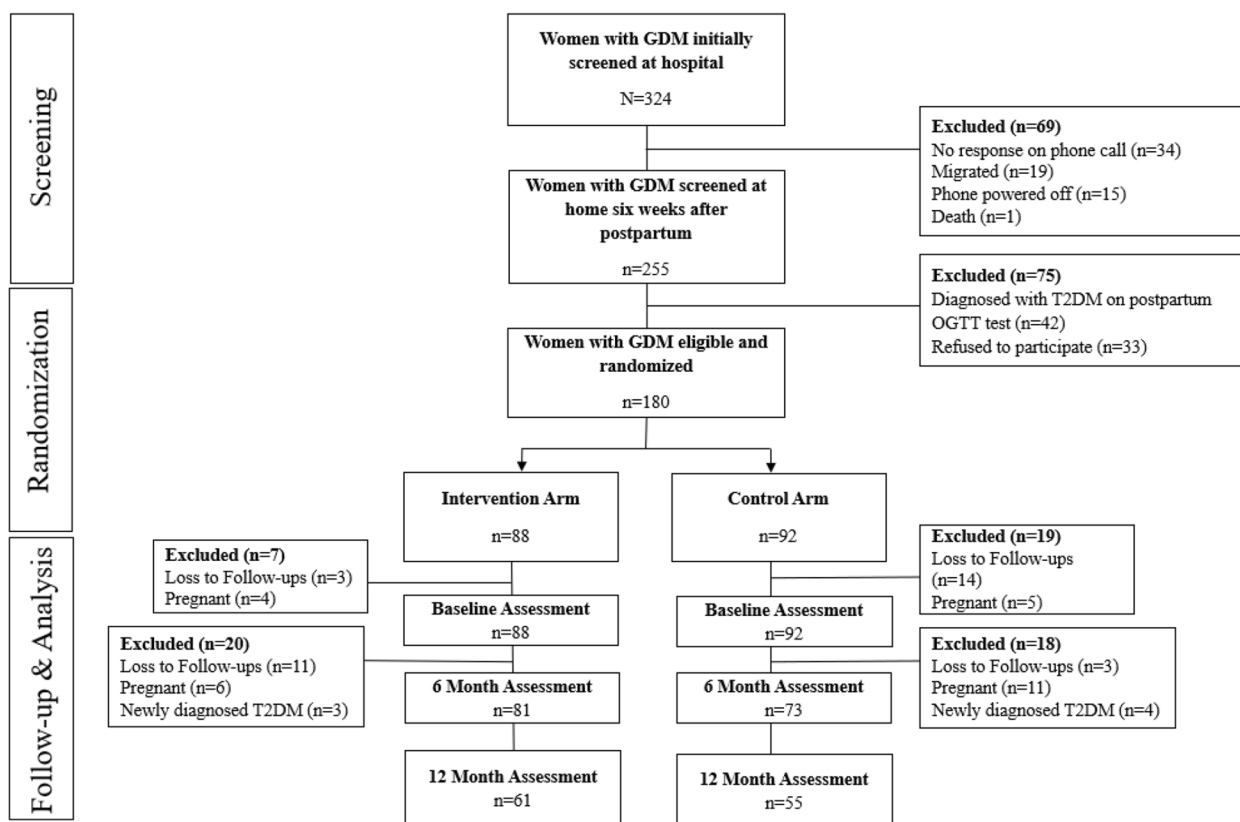 Screening
Women with GDM initially
screened at hospital
N=324
Excluded (n=69)
No response on phone call (n=34)
Migrated (n=19)
Phone powered off (n=15)
Death (n=1)
Women with GDM screened at
home six weeks after
postpartum
n=255
Excluded (n=75)
Diagnosed with T2DM on postpartum
OGTT test (n=42)
Refused to participate (n=33)
Randomization
Women with GDM eligible and
randomized
n=180
Intervention Arm
n=88
Control Arm
n=92
Follow-up & Analysis
Excluded (n=7)
Loss to Follow-ups (n=3)
Pregnant (n=4)
Excluded (n=19)
Loss to Follow-ups
(n=14)
Pregnant (n=5)
Baseline Assessment
n=88
Baseline Assessment
n=92
Excluded (n=20)
Loss to Follow-ups (n=11)
Pregnant (n=6)
Newly diagnosed T2DM (n=3)
Excluded (n=18)
Loss to Follow-ups (n=3)
Pregnant (n=11)
Newly diagnosed T2DM (n=4)
6 Month Assessment
n=81
6 Month Assessment
n=73
12 Month Assessment
n=61
12 Month Assessment
n=55